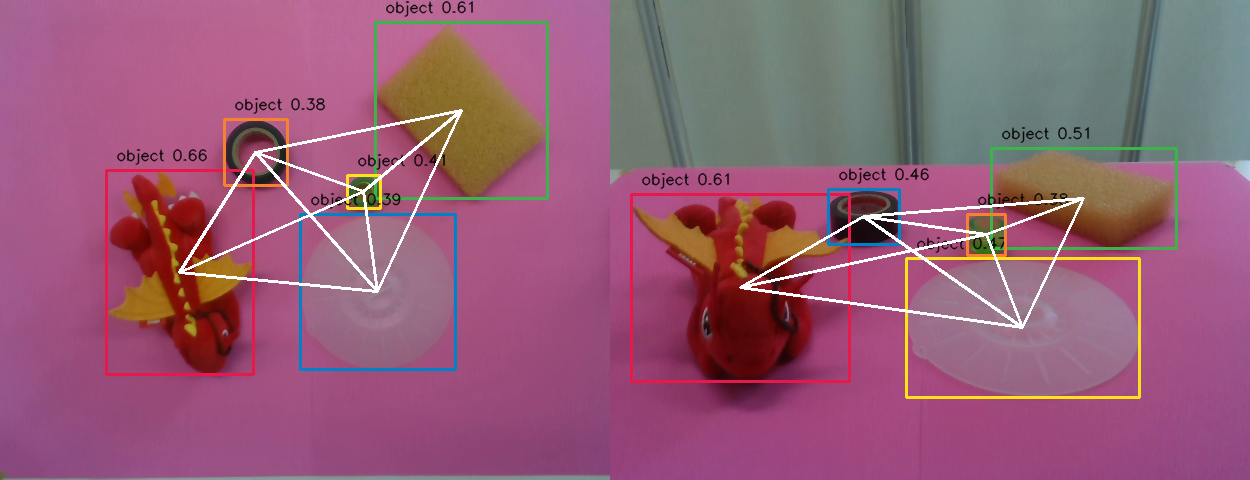 object 0.61
object 0.38
object 0.66
object 0.41
object 0.39
object 0.51
object 0.46
object 0.61
object 0.38
object 0.47